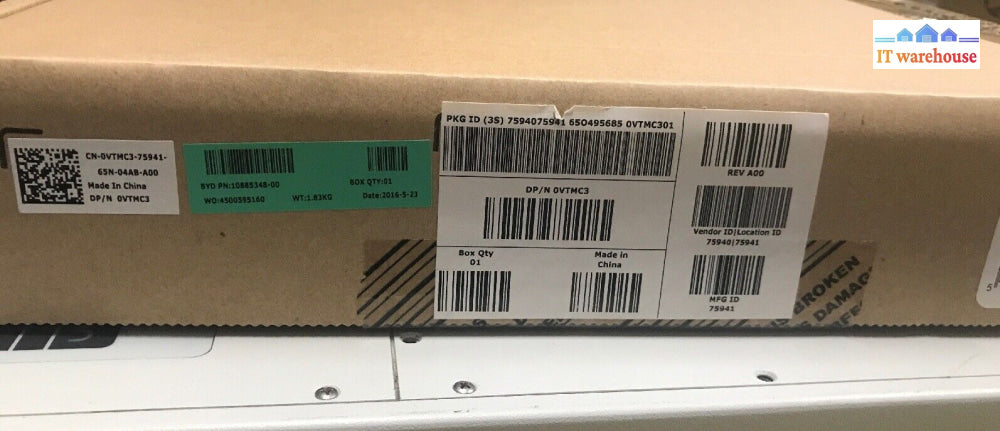 IT warehouse
CN-0VTMC3-75941-
65N-04AB-A00
Made In China
DP/N 0VTMC3
BYD PN:10885348-00
BOX QTY:01
WO:4500595160
WT:1.83KG
Date:2016-5-23
PKG ID (3S) 7594075941 65O495685 0VTMC301
DP/N 0VTMC3
Box Qty
01
Made in
China
REV A00
Vendor ID|Location ID
75940|75941
MFG ID
75941
IS BROKEN
DAMAG